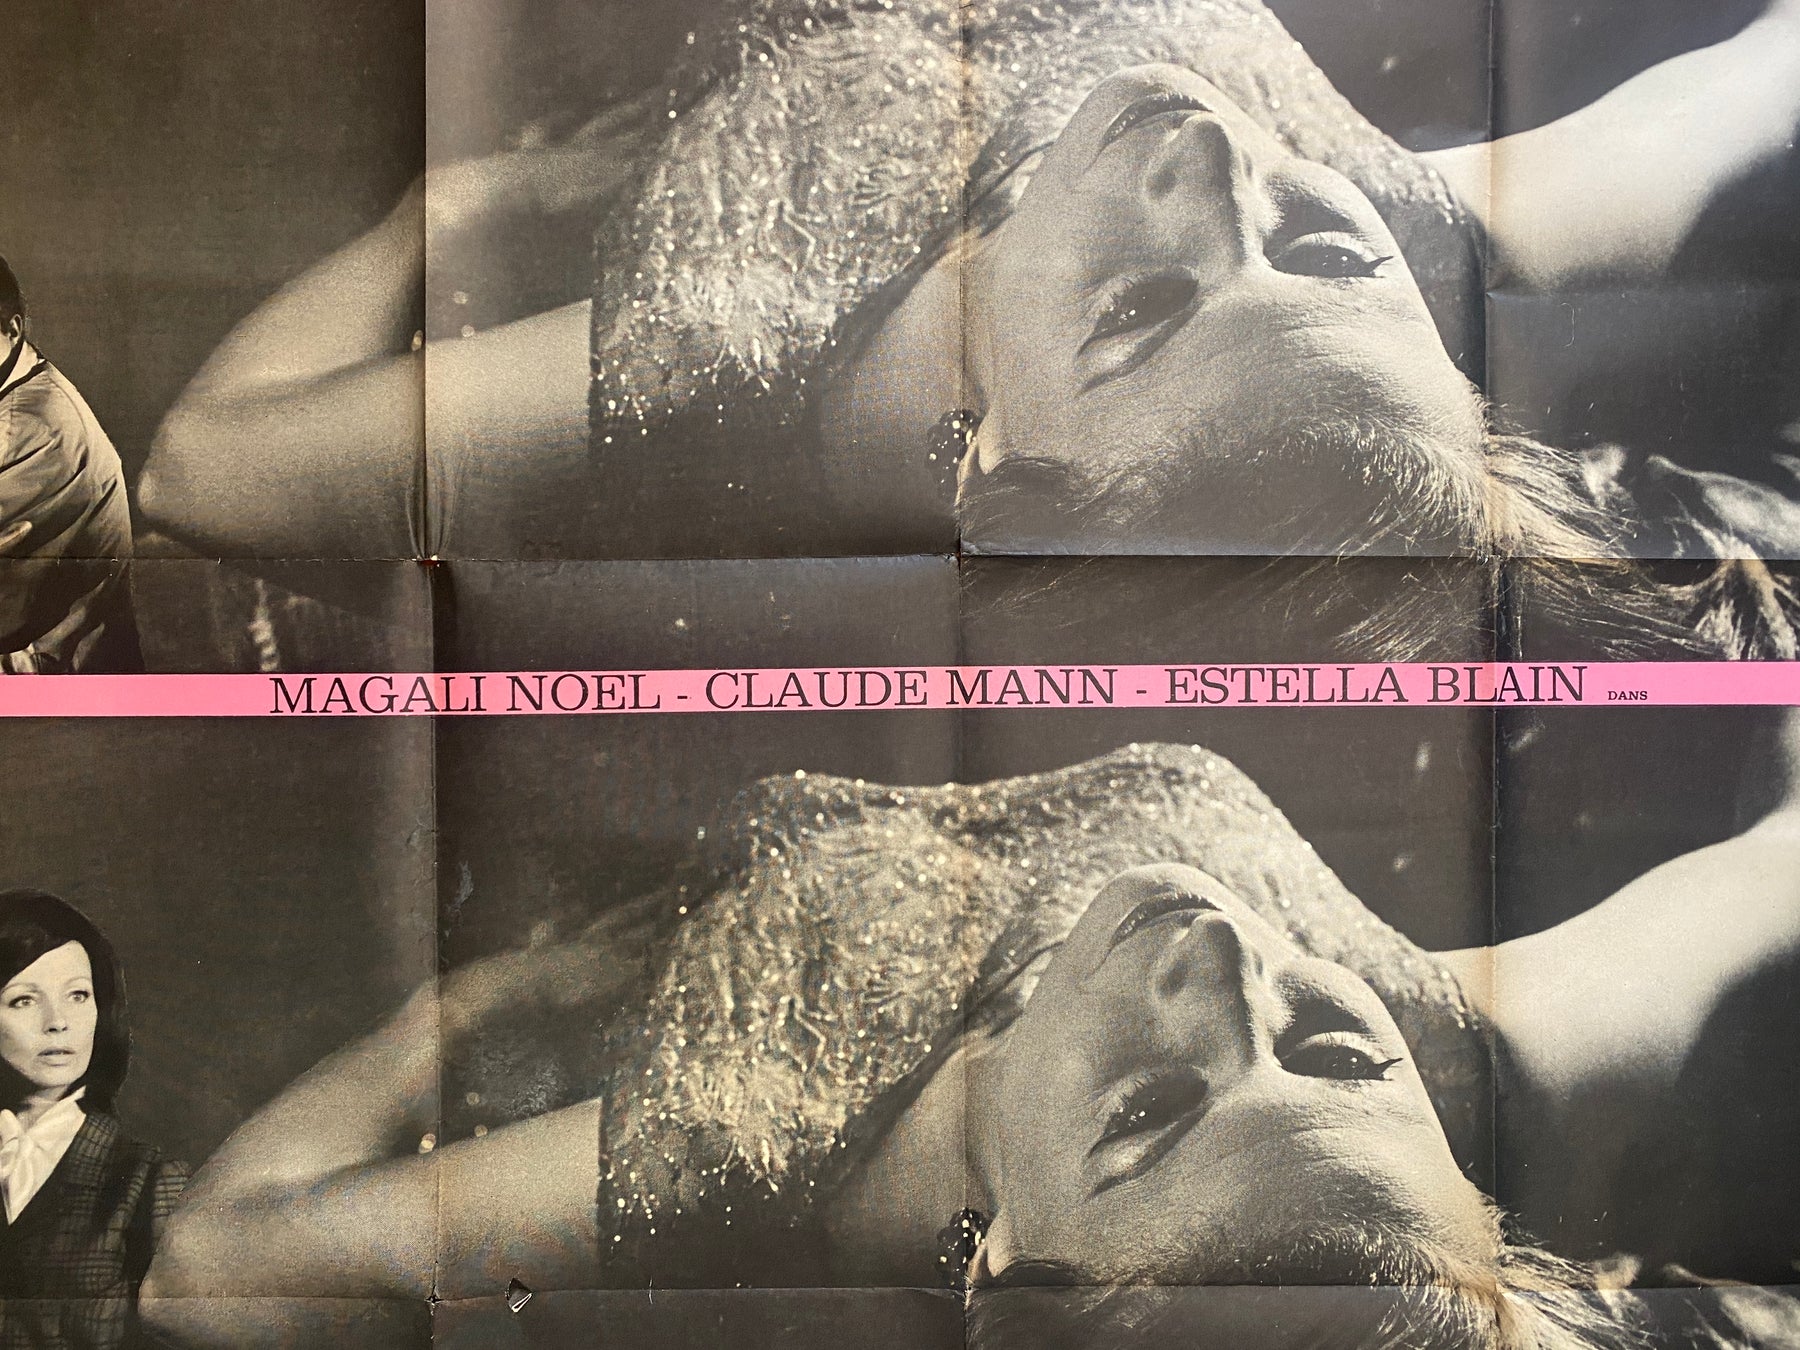 MAGALI NOEL - CLAUDE MANN - ESTELLA BLAIN DANS